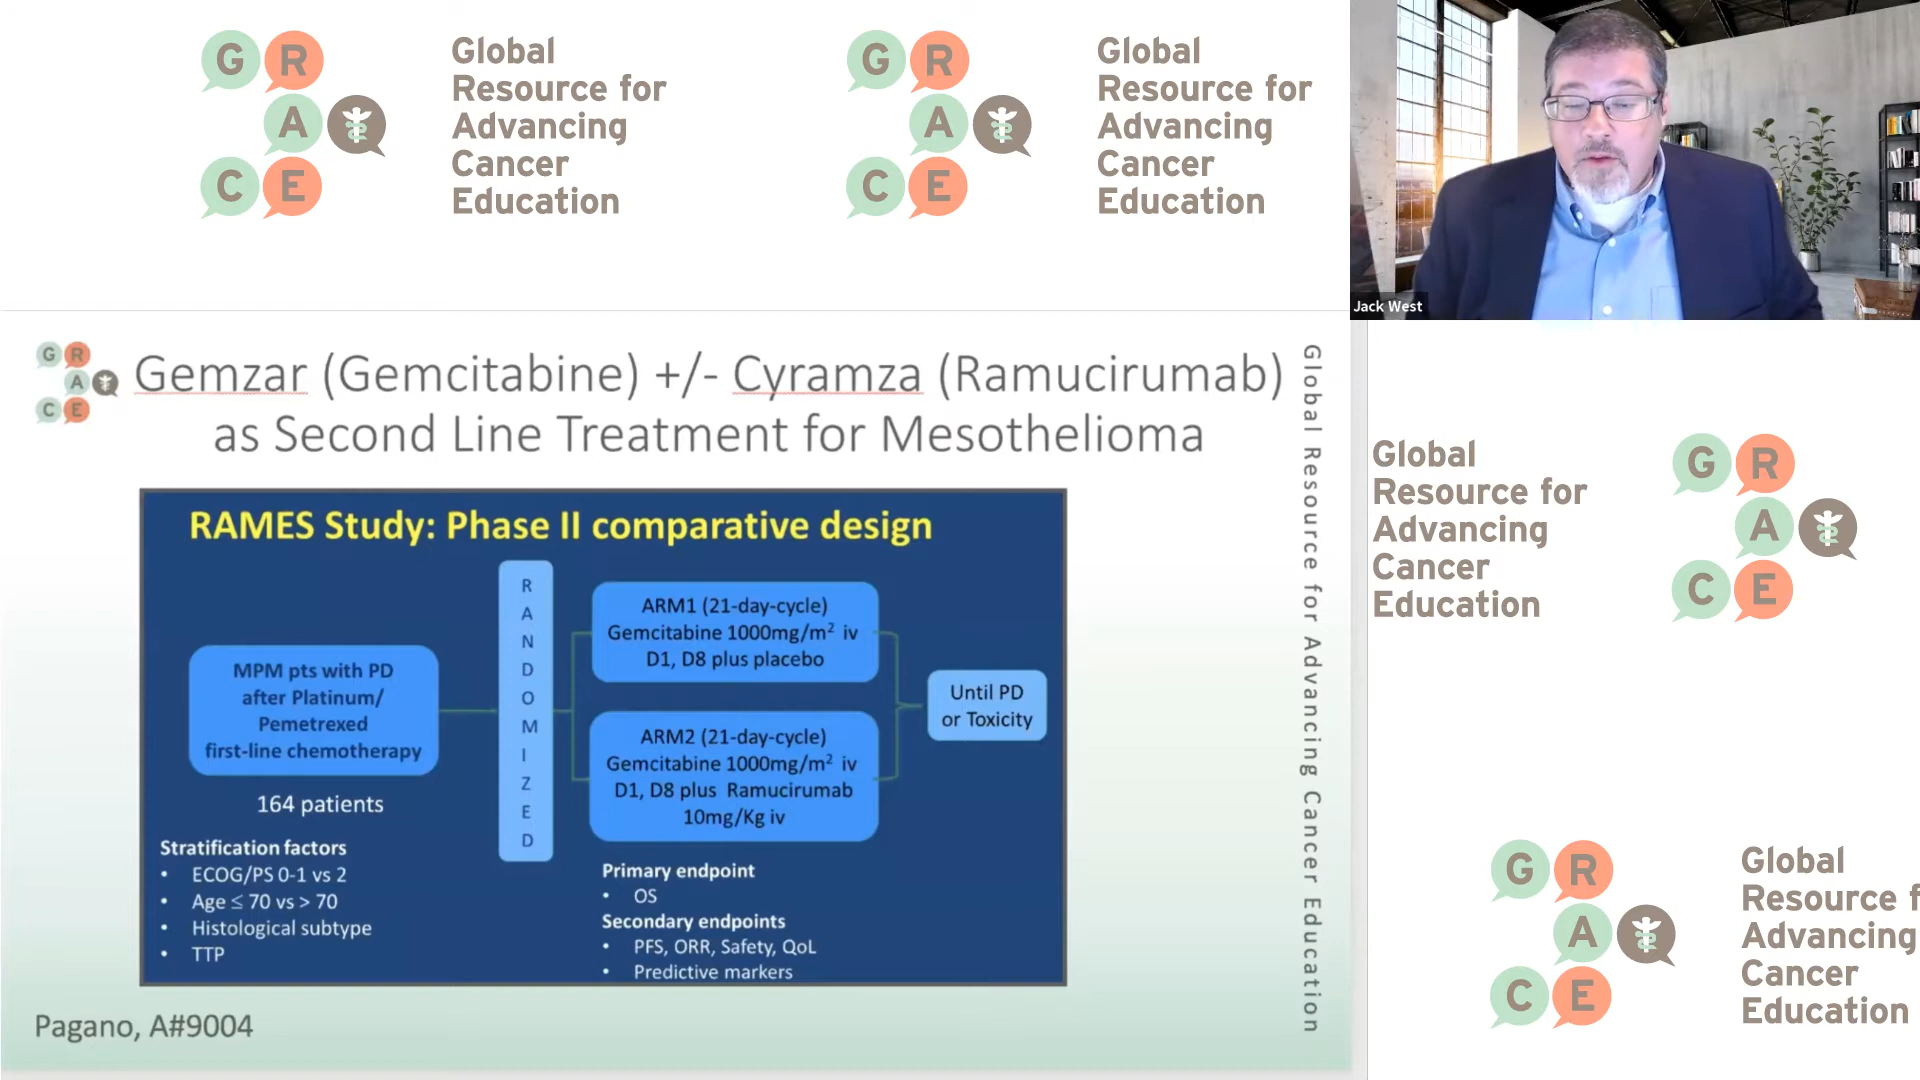 G R
A
C E
Global
Resource for
Advancing
Cancer
Education
G R
A
C E
Global
Resource for
Advancing
Cancer
Education
Jack West
G R
A
C E
Gemzar (Gemcitabine) +/- Cyramza (Ramucirumab)
as Second Line Treatment for Mesothelioma
RAMES Study: Phase II comparative design
MPM pts with PD
after Platinum/
Pemetrexed
first-line chemotherapy
164 patients
Stratification factors
• ECOG/PS 0-1 vs 2
• Age ≤ 70 vs > 70
• Histological subtype
• TTP
R
A
N
D
O
M
I
Z
E
D
ARM1 (21-day-cycle)
Gemcitabine 1000mg/m² iv
D1, D8 plus placebo
ARM2 (21-day-cycle)
Gemcitabine 1000mg/m² iv
D1, D8 plus Ramucirumab
10mg/Kg iv
Until PD
or Toxicity
Primary endpoint
• OS
Secondary endpoints
• PFS, ORR, Safety, QoL
• Predictive markers
Pagano, A#9004
Global Resource for Advancing Cancer Education
Global
Resource for
Advancing
Cancer
Education
G R
A
C E
G R
A
C E
Global
Resource f
Advancing
Cancer
Education